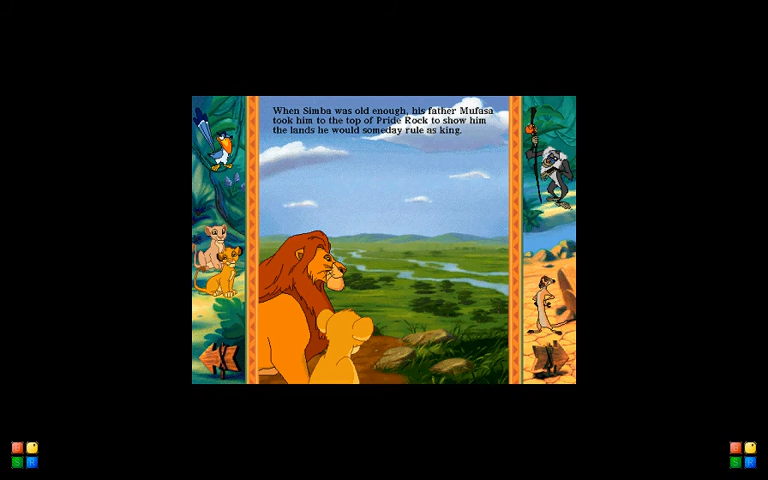 When Simba was old enough, his father Mufasa
took him to the top of Pride Rock to show him
the lands he would someday rule as king.